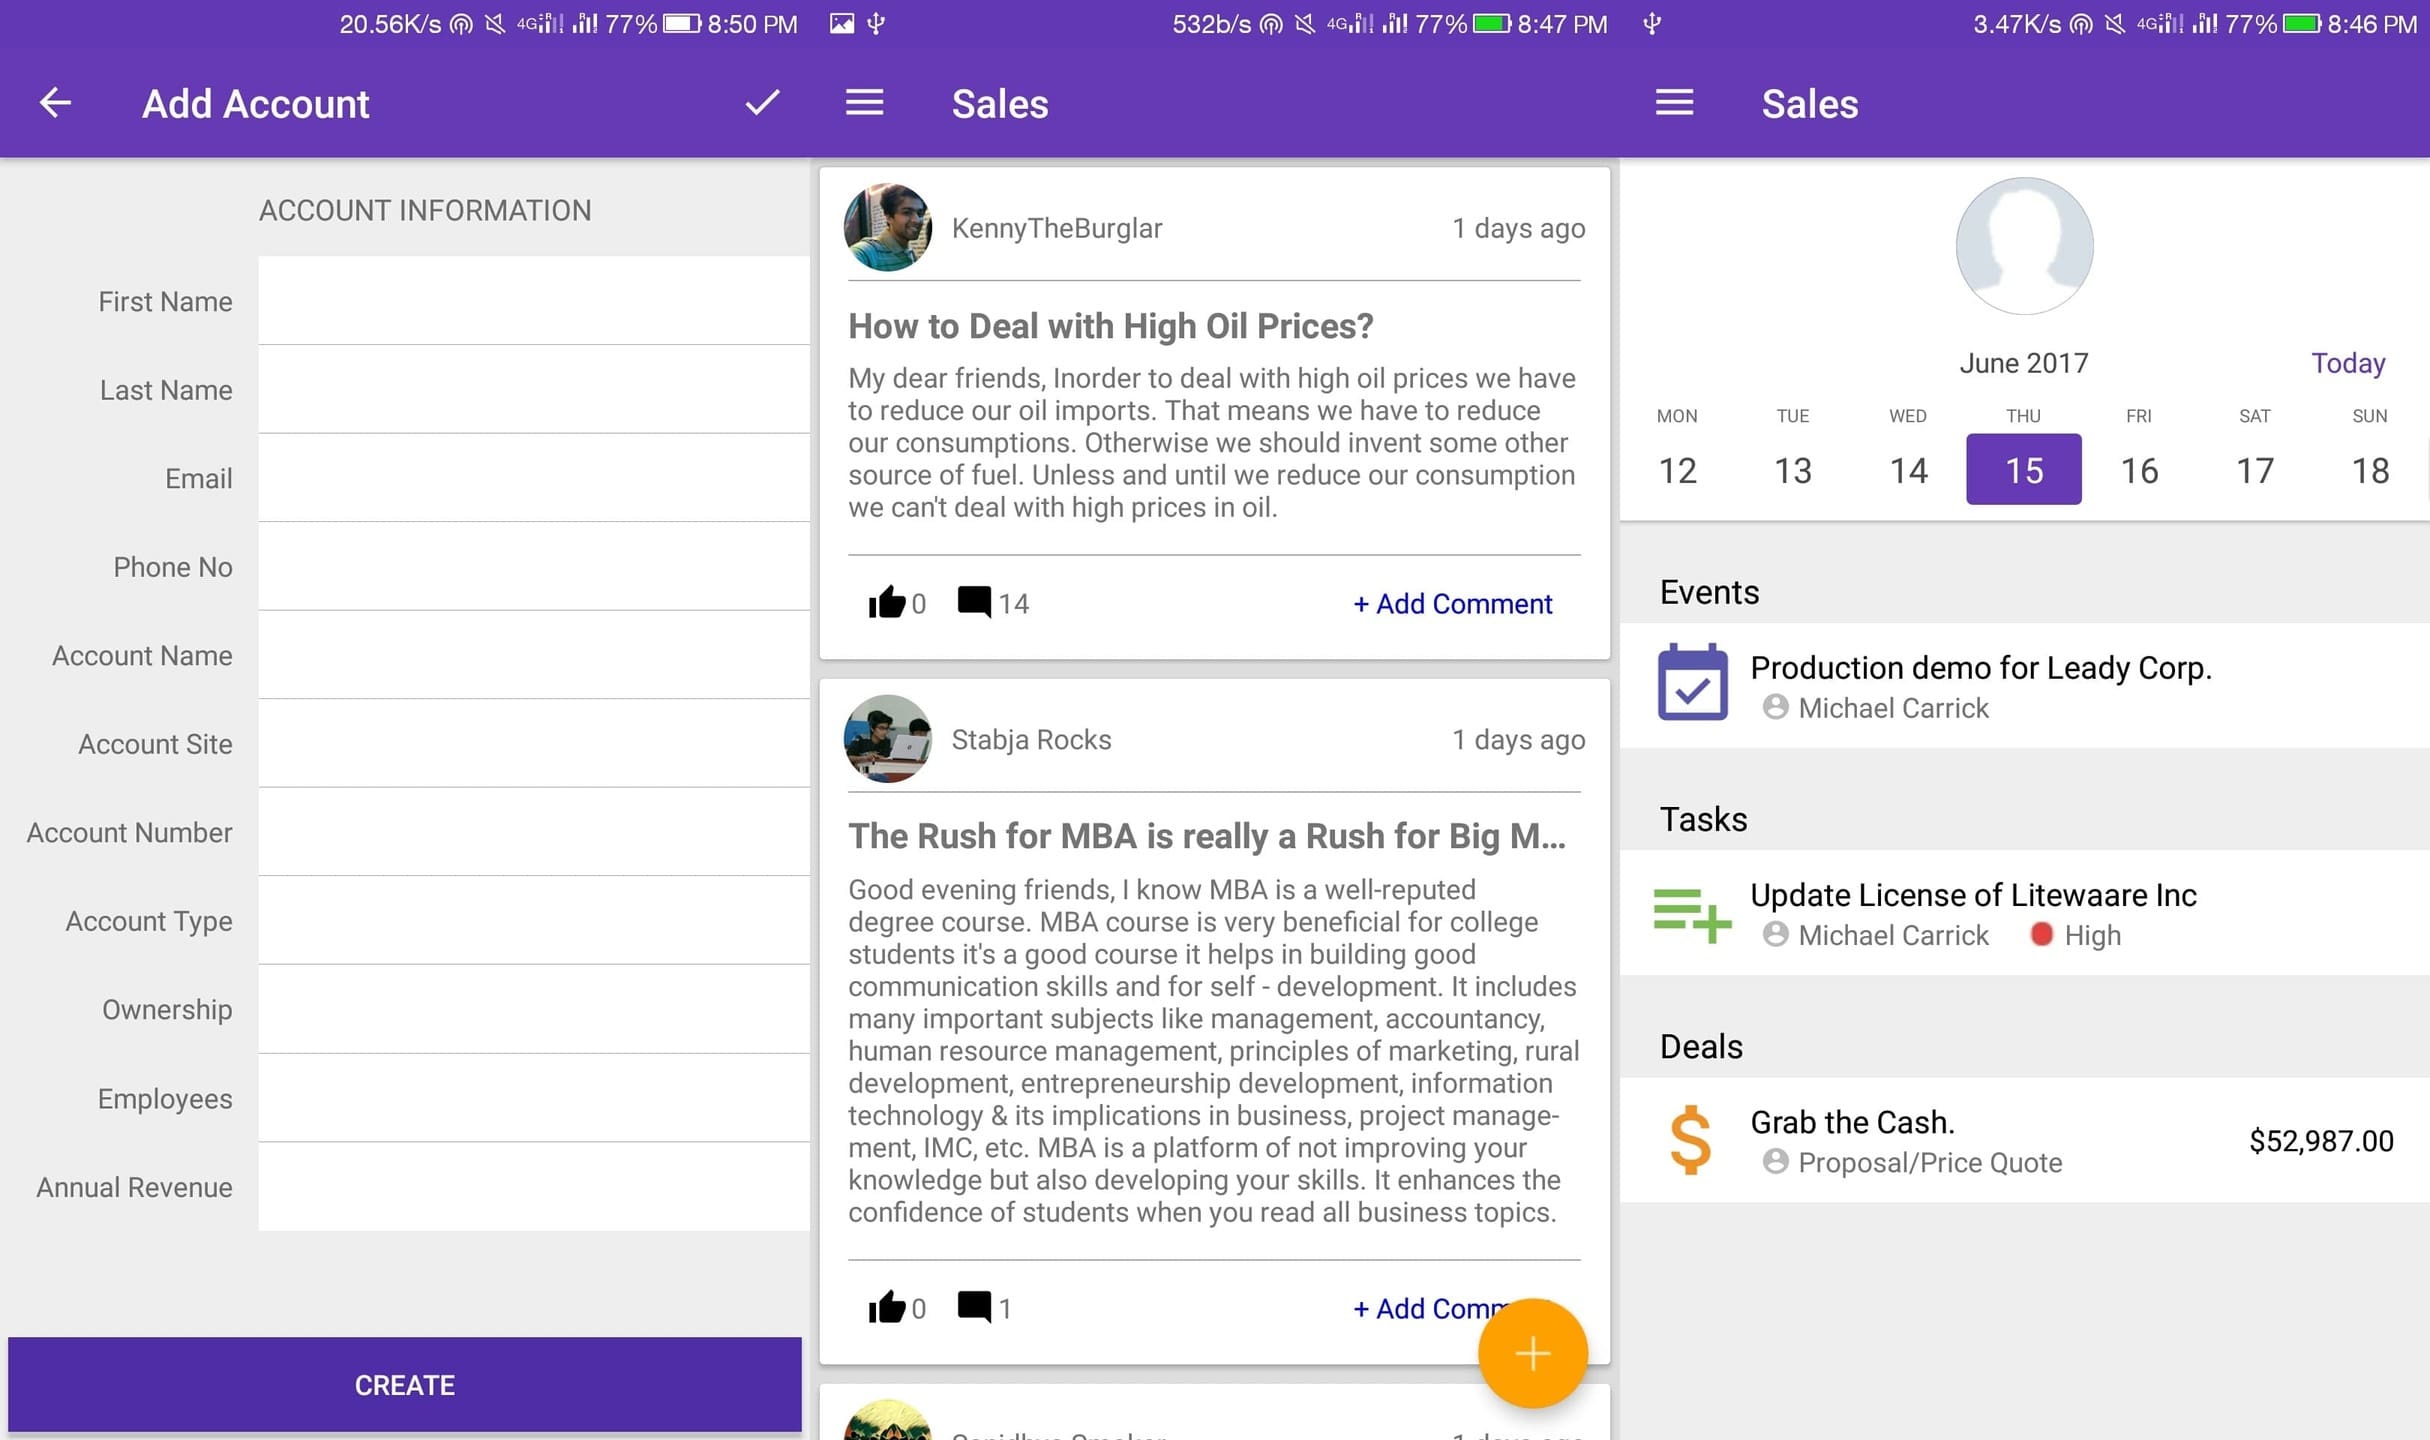 20.56K/s 4G R R 77% 8:50 PM
Add Account
ACCOUNT INFORMATION
First Name
Last Name
Email
Phone No
Account Name
Account Site
Account Number
Account Type
Ownership
Employees
Annual Revenue
CREATE
532b/s 4G R R 77% 8:47 PM
Sales
KennyTheBurglar 1 days ago
How to Deal with High Oil Prices?
My dear friends, Inorder to deal with high oil prices we have
to reduce our oil imports. That means we have to reduce
our consumptions. Otherwise we should invent some other
source of fuel. Unless and until we reduce our consumption
we can't deal with high prices in oil.
0 14 + Add Comment
Stabja Rocks 1 days ago
The Rush for MBA is really a Rush for Big M...
Good evening friends, I know MBA is a well-reputed
degree course. MBA course is very beneficial for college
students it's a good course it helps in building good
communication skills and for self - development. It includes
many important subjects like management, accountancy,
human resource management, principles of marketing, rural
development, entrepreneurship development, information
technology & its implications in business, project manage-
ment, IMC, etc. MBA is a platform of not improving your
knowledge but also developing your skills. It enhances the
confidence of students when you read all business topics.
0 1 + Add Comm
1 days ago
3.47K/s 4G R R 77% 8:46 PM
Sales
June 2017 Today
MON TUE WED THU FRI SAT SUN
12 13 14 15 16 17 18
Events
Production demo for Leady Corp.
Michael Carrick
Tasks
Update License of Litewaare Inc
Michael Carrick High
Deals
Grab the Cash.
$52,987.00
Proposal/Price Quote